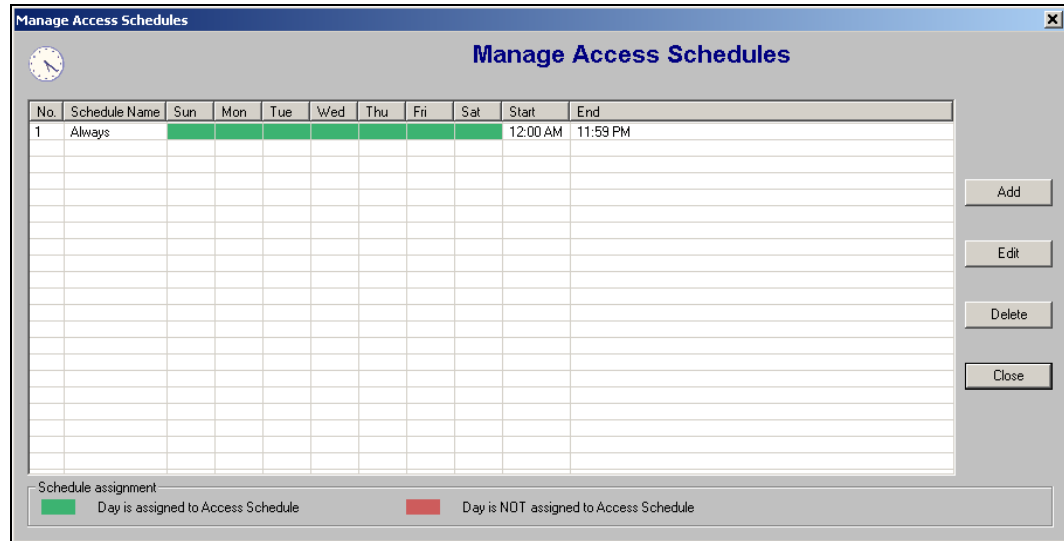 Manage Access Schedules
Manage Access Schedules
No. Schedule Name Sun Mon Tue Wed Thu Fri Sat Start End
1 Always 12:00 AM 11:59 PM
Add
Edit
Delete
Close
Schedule assignment
Day is assigned to Access Schedule Day is NOT assigned to Access Schedule